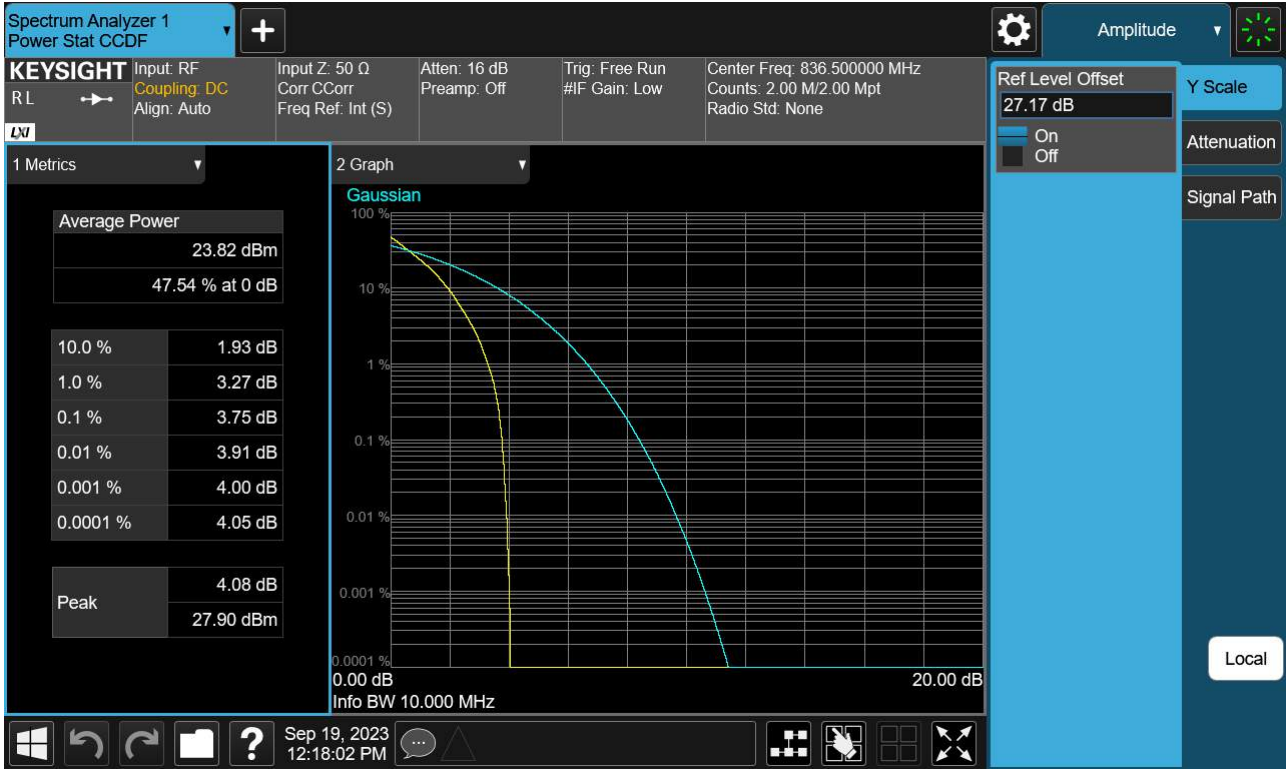 Spectrum Analyzer 1
Power Stat CCDF
+
Amplitude
KEYSIGHT
R L
LXI
Input: RF
Coupling: DC
Align: Auto
Input Z: 50 Ω
Corr CCorr
Freq Ref: Int (S)
Atten: 16 dB
Preamp: Off
Trig: Free Run
#IF Gain: Low
Center Freq: 836.500000 MHz
Counts: 2.00 M/2.00 Mpt
Radio Std: None
Ref Level Offset
27.17 dB
On
Off
Y Scale
Attenuation
Signal Path
Local
1 Metrics
Average Power
23.82 dBm
47.54 % at 0 dB
10.0 % 1.93 dB
1.0 % 3.27 dB
0.1 % 3.75 dB
0.01 % 3.91 dB
0.001 % 4.00 dB
0.0001 % 4.05 dB
Peak
4.08 dB
27.90 dBm
2 Graph
Gaussian
100 %
10 %
1 %
0.1 %
0.01 %
0.001 %
0.0001 %
0.00 dB 20.00 dB
Info BW 10.000 MHz
?
Sep 19, 2023
12:18:02 PM